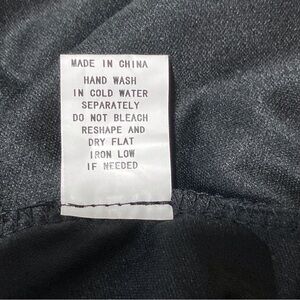 MADE IN CHINA
HAND WASH
IN COLD WATER
SEPARATELY
DO NOT BLEACH
RESHAPE AND
DRY FLAT
IRON LOW
IF NEEDED